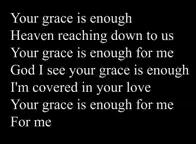 Your grace is enough
Heaven reaching down to us
Your grace is enough for me
God I see your grace is enough
I'm covered in your love
Your grace is enough for me
For me